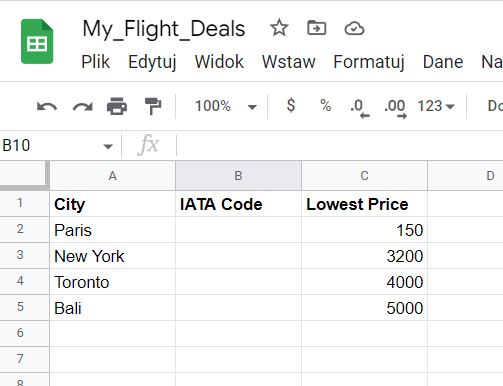 My_Flight_Deals
Plik Edytuj Widok Wstaw Formatuj Dane Na
100% $ % .0 .00 123 Do
B10 fx
A B C D
1 City IATA Code Lowest Price
2 Paris 150
3 New York 3200
4 Toronto 4000
5 Bali 5000
6
7
8